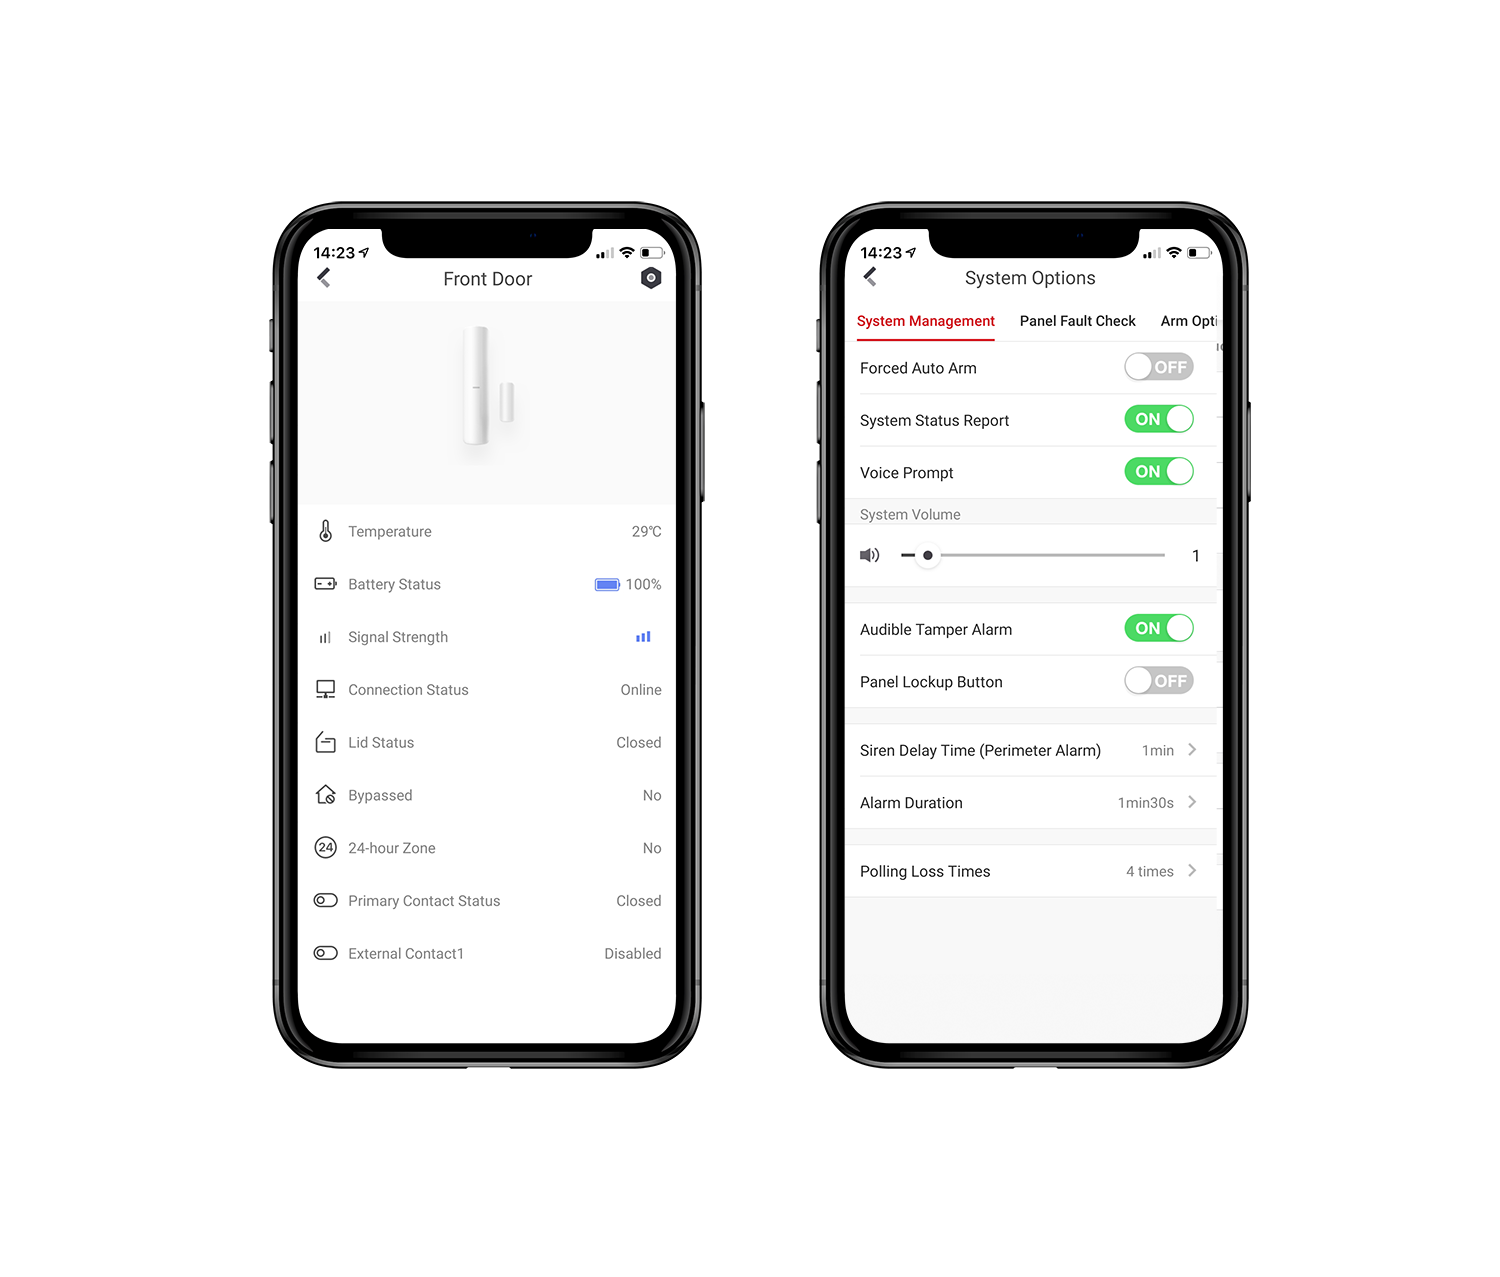 14:23
Front Door
Temperature 29℃
Battery Status 100%
Signal Strength
Connection Status Online
Lid Status Closed
Bypassed No
24 24-hour Zone No
Primary Contact Status Closed
External Contact1 Disabled
14:23
System Options
System Management Panel Fault Check Arm Opti
Forced Auto Arm OFF
System Status Report ON
Voice Prompt ON
System Volume
1
Audible Tamper Alarm ON
Panel Lockup Button OFF
Siren Delay Time (Perimeter Alarm) 1min
Alarm Duration 1min30s
Polling Loss Times 4 times